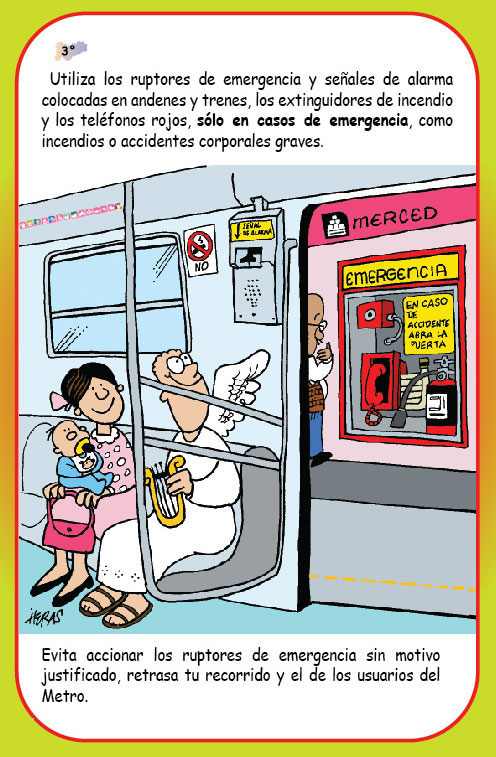 3°
Utiliza los ruptores de emergencia y señales de alarma
colocadas en andenes y trenes, los extinguidores de incendio
y los teléfonos rojos, sólo en casos de emergencia, como
incendios o accidentes corporales graves.
SEÑAL
DE ALARMA
NO
MERCED
EMERGENCIA
EN CASO
DE
ACCIDENTE
ABRA LA
PUERTA
HERAS
Evita accionar los ruptores de emergencia sin motivo
justificado, retrasa tu recorrido y el de los usuarios del
Metro.